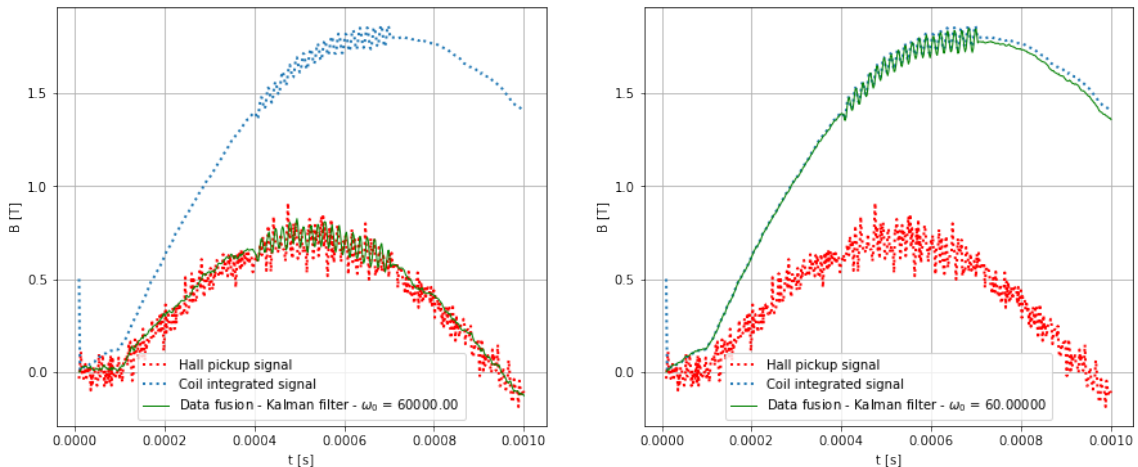 1.5
1.0
0.5
0.0
B [T]
Hall pickup signal
Coil integrated signal
Data fusion - Kalman filter - ω₀ = 60000.00
0.0000 0.0002 0.0004 0.0006 0.0008 0.0010
t [s]
1.5
1.0
0.5
0.0
B [T]
Hall pickup signal
Coil integrated signal
Data fusion - Kalman filter - ω₀ = 60.00000
0.0000 0.0002 0.0004 0.0006 0.0008 0.0010
t [s]